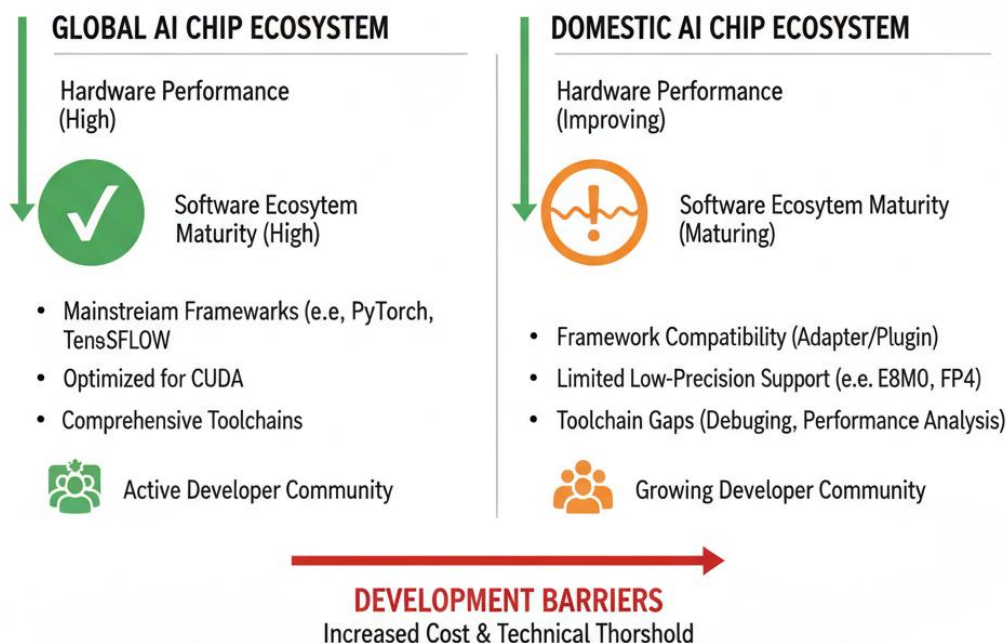 GLOBAL AI CHIP ECOSYSTEM
Hardware Performance
(High)
Software Ecosytem
Maturity (High)
• Mainstreiam Framewarks (e.e, PyTorch,
TensSFLOW
• Optimized for CUDA
• Comprehensive Toolchains
Active Developer Community
DOMESTIC AI CHIP ECOSYSTEM
Hardware Performance
(Improving)
Software Ecosytem Maturity
(Maturing)
• Framework Compatibility (Adapter/Plugin)
• Limited Low-Precision Support (e.e. E8M0, FP4)
• Toolchain Gaps (Debuging, Performance Analysis)
Growing Developer Community
DEVELOPMENT BARRIERS
Increased Cost & Technical Thorshold